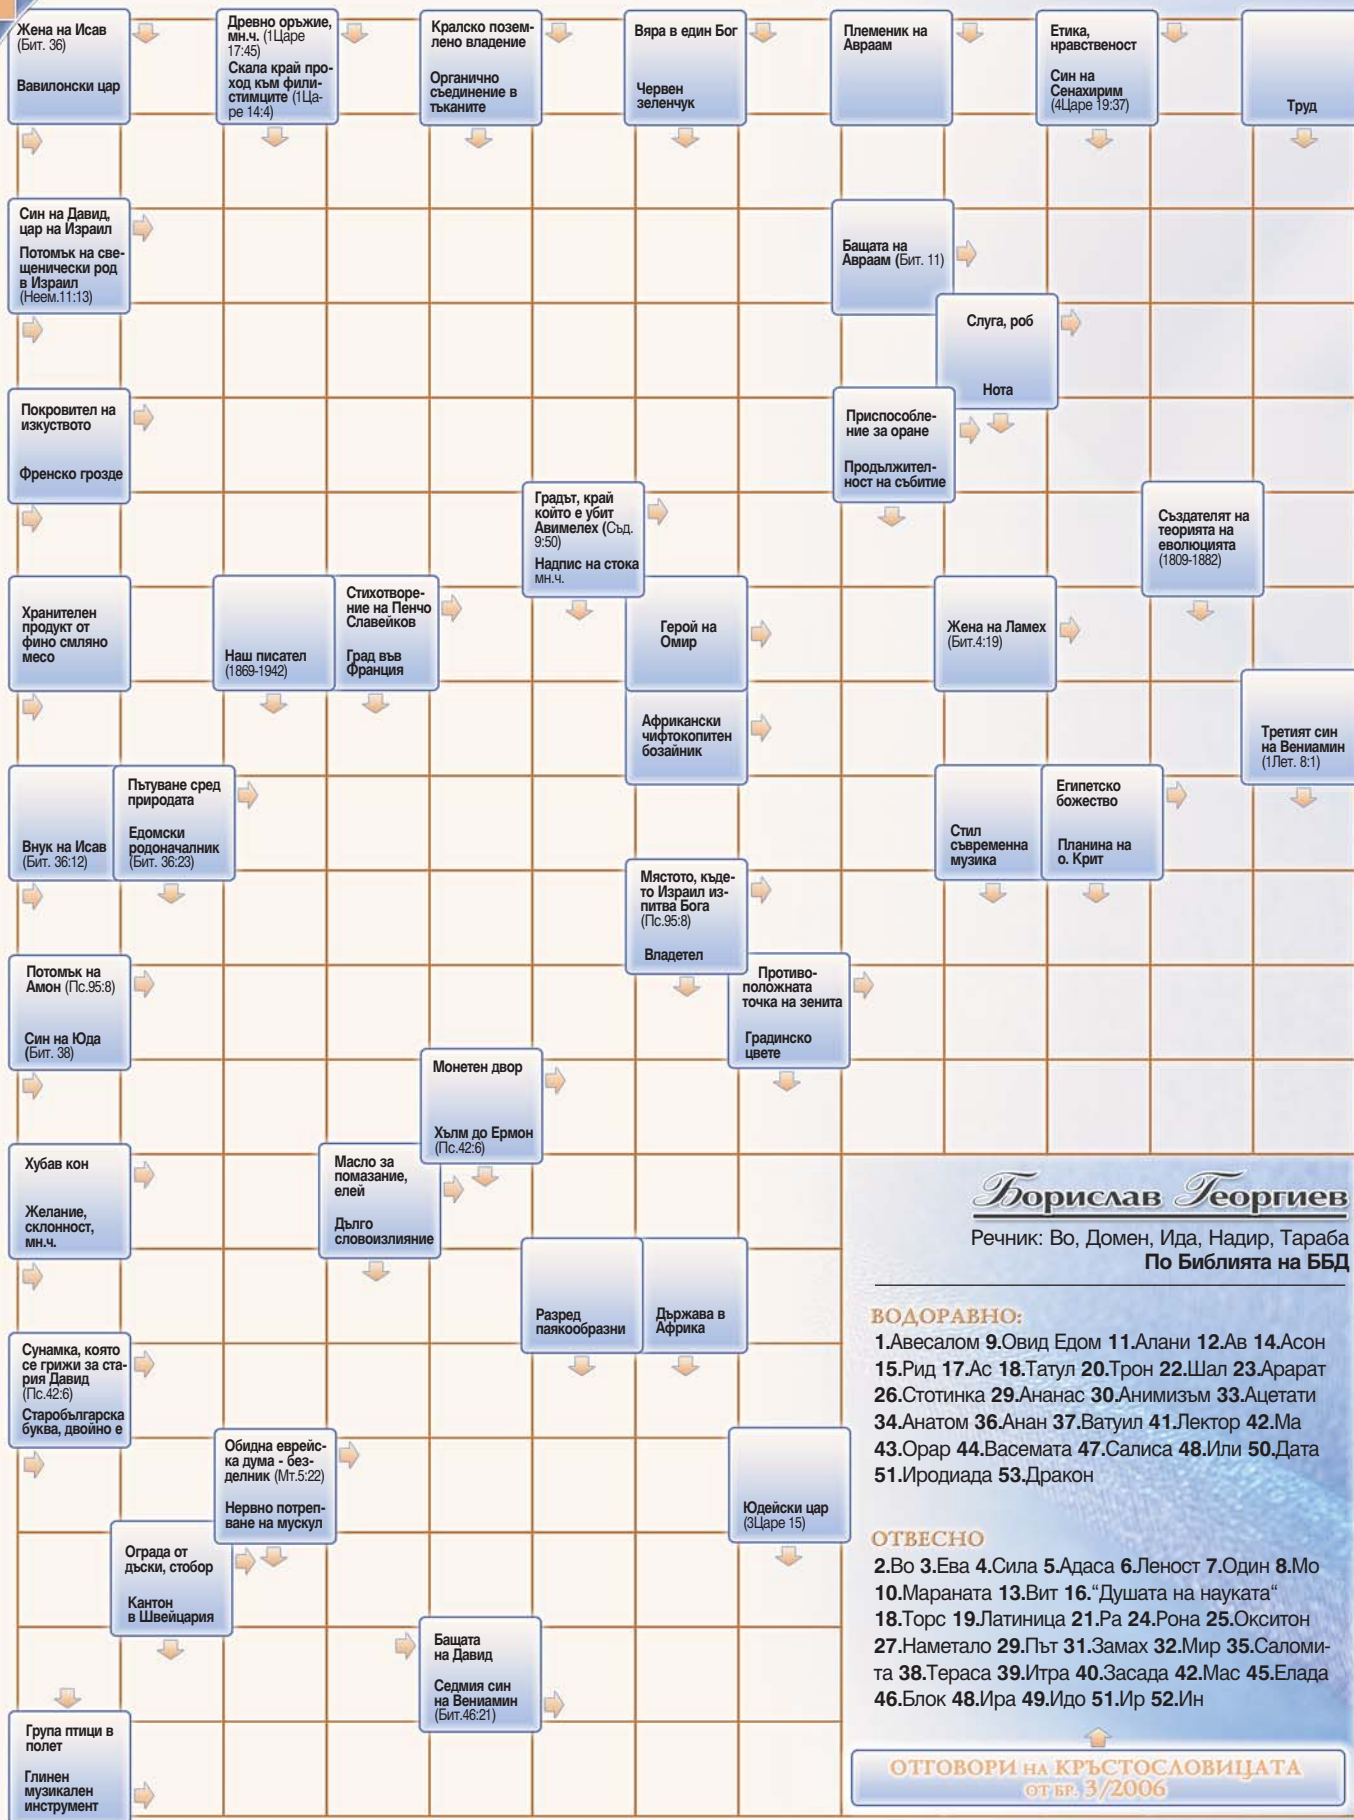 Жена на Исав
(Бит. 36)
Вавилонски цар
Древно оръжие,
мн.ч. (1Царе
17:45)
Скала край про-
ход към фили-
стимците (1Ца-
ре 14:4)
Кралско позем-
лено владение
Органично
съединение в
тъканите
Вяра в един Бог
Червен
зеленчук
Племеник на
Авраам
Етика,
нравственост
Син на
Сенахирим
(4Царе 19:37)
Труд
Син на Давид,
цар на Израил
Потомък на све-
щенически род
в Израил
(Неем.11:13)
Бащата на
Авраам (Бит. 11)
Слуга, роб
Нота
Покровител на
изкуството
Френско грозде
Приспособле-
ние за оране
Продължител-
ност на събитие
Градът, край
който е убит
Авимелех (Съд.
9:50)
Надпис на стока
мн.ч.
Създателят на
теорията на
еволюцията
(1809-1882)
Хранителен
продукт от
фино смляно
месо
Наш писател
(1869-1942)
Стихотворе-
ние на Пенчо
Славейков
Град във
Франция
Герой на
Омир
Жена на Ламех
(Бит.4:19)
Африкански
чифтокопитен
бозайник
Третият син
на Вениамин
(1Лет. 8:1)
Внук на Исав
(Бит. 36:12)
Пътуване сред
природата
Едомски
родоначалник
(Бит. 36:23)
Стил
съвременна
музика
Египетско
божество
Планина на
о. Крит
Мястото, къде-
то Израил из-
питва Бога
(Пс.95:8)
Владетел
Потомък на
Амон (Пс.95:8)
Син на Юда
(Бит. 38)
Противо-
положната
точка на зенита
Градинско
цвете
Монетен двор
Хълм до Ермон
(Пс.42:6)
Хубав кон
Желание,
склонност,
мн.ч.
Масло за
помазание,
елей
Дълго
словоизлияние
Разред
паякообразни
Държава в
Африка
Сунамка, която
се грижи за ста-
рия Давид
(Пс.42:6)
Старобългарска
буква, двойно е
Обидна еврейс-
ка дума - без-
делник (Мт.5:22)
Нервно потреп-
ване на мускул
Юдейски цар
(3Царе 15)
Ограда от
дъски, стобор
Кантон
в Швейцария
Бащата
на Давид
Седмия син
на Вениамин
(Бит.46:21)
Група птици в
полет
Глинен
музикален
инструмент
Борислав Георгиев
Речник: Во, Домен, Ида, Надир, Тараба
По Библията на ББД
ВОДОРАВНО:
1.Авесалом 9.Овид Едом 11.Алани 12.Ав 14.Асон
15.Рид 17.Ас 18.Татул 20.Трон 22.Шал 23.Арарат
26.Стотинка 29.Ананас 30.Анимизъм 33.Ацетати
34.Анатом 36.Анан 37.Ватуил 41.Лектор 42.Ма
43.Орар 44.Васемата 47.Салиса 48.Или 50.Дата
51.Иродиада 53.Дракон
ОТВЕСНО
2.Во 3.Ева 4.Сила 5.Адаса 6.Леност 7.Один 8.Мо
10.Мараната 13.Вит 16."Душата на науката"
18.Торс 19.Латиница 21.Ра 24.Рона 25.Окситон
27.Наметало 29.Път 31.Замах 32.Мир 35.Саломи-
та 38.Тераса 39.Итра 40.Засада 42.Мас 45.Елада
46.Блок 48.Ира 49.Идо 51.Ир 52.Ин
ОТГОВОРИ НА КРЪСТОСЛОВИЦАТА
ОТ БР. 3/2006